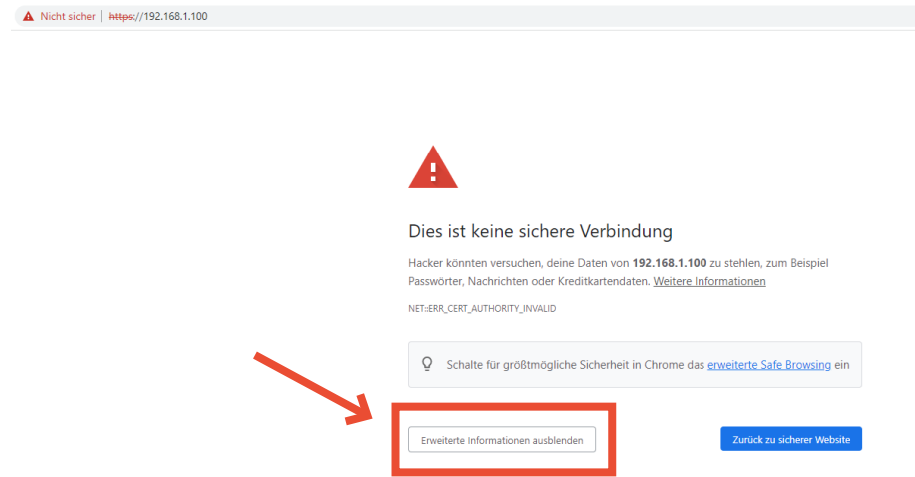 Nicht sicher | https://192.168.1.100
Dies ist keine sichere Verbindung
Hacker könnten versuchen, deine Daten von 192.168.1.100 zu stehlen, zum Beispiel
Passwörter, Nachrichten oder Kreditkartendaten. Weitere Informationen
NET::ERR_CERT_AUTHORITY_INVALID
Schalte für größtmögliche Sicherheit in Chrome das erweiterte Safe Browsing ein
Erweiterte Informationen ausblenden
Zurück zu sicherer Website